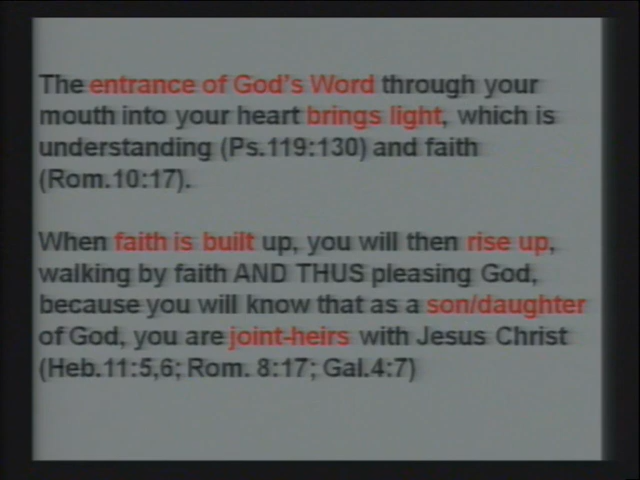 The entrance of God's Word through your
mouth into your heart brings light, which is
understanding (Ps.119:130) and faith
(Rom.10:17).
When faith is built up, you will then rise up,
walking by faith AND THUS pleasing God,
because you will know that as a son/daughter
of God, you are joint-heirs with Jesus Christ
(Heb.11:5,6; Rom. 8:17; Gal.4:7)